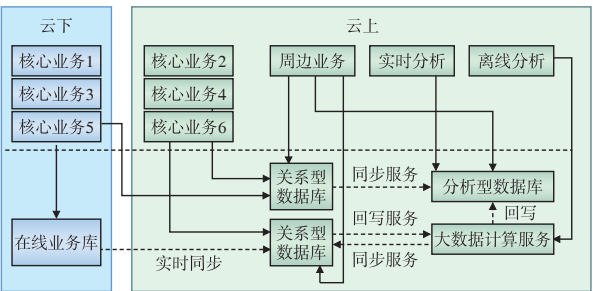 云下
云上
核心业务1
核心业务2
周边业务
实时分析
离线分析
核心业务3
核心业务4
核心业务5
核心业务6
关系型
数据库
同步服务
分析型数据库
回写服务
回写
在线业务库
关系型
数据库
大数据计算服务
实时同步
同步服务